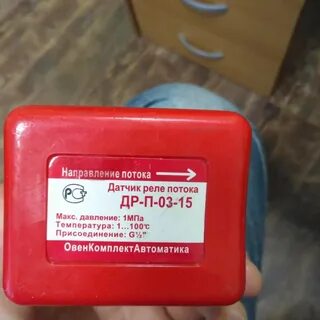 Направление потока
Датчик реле потока
ДР-П-03-15
Макс. давление: 1МПа
Температура: 1...100°С
Присоединение: G½"
ОвенКомплектАвтоматика